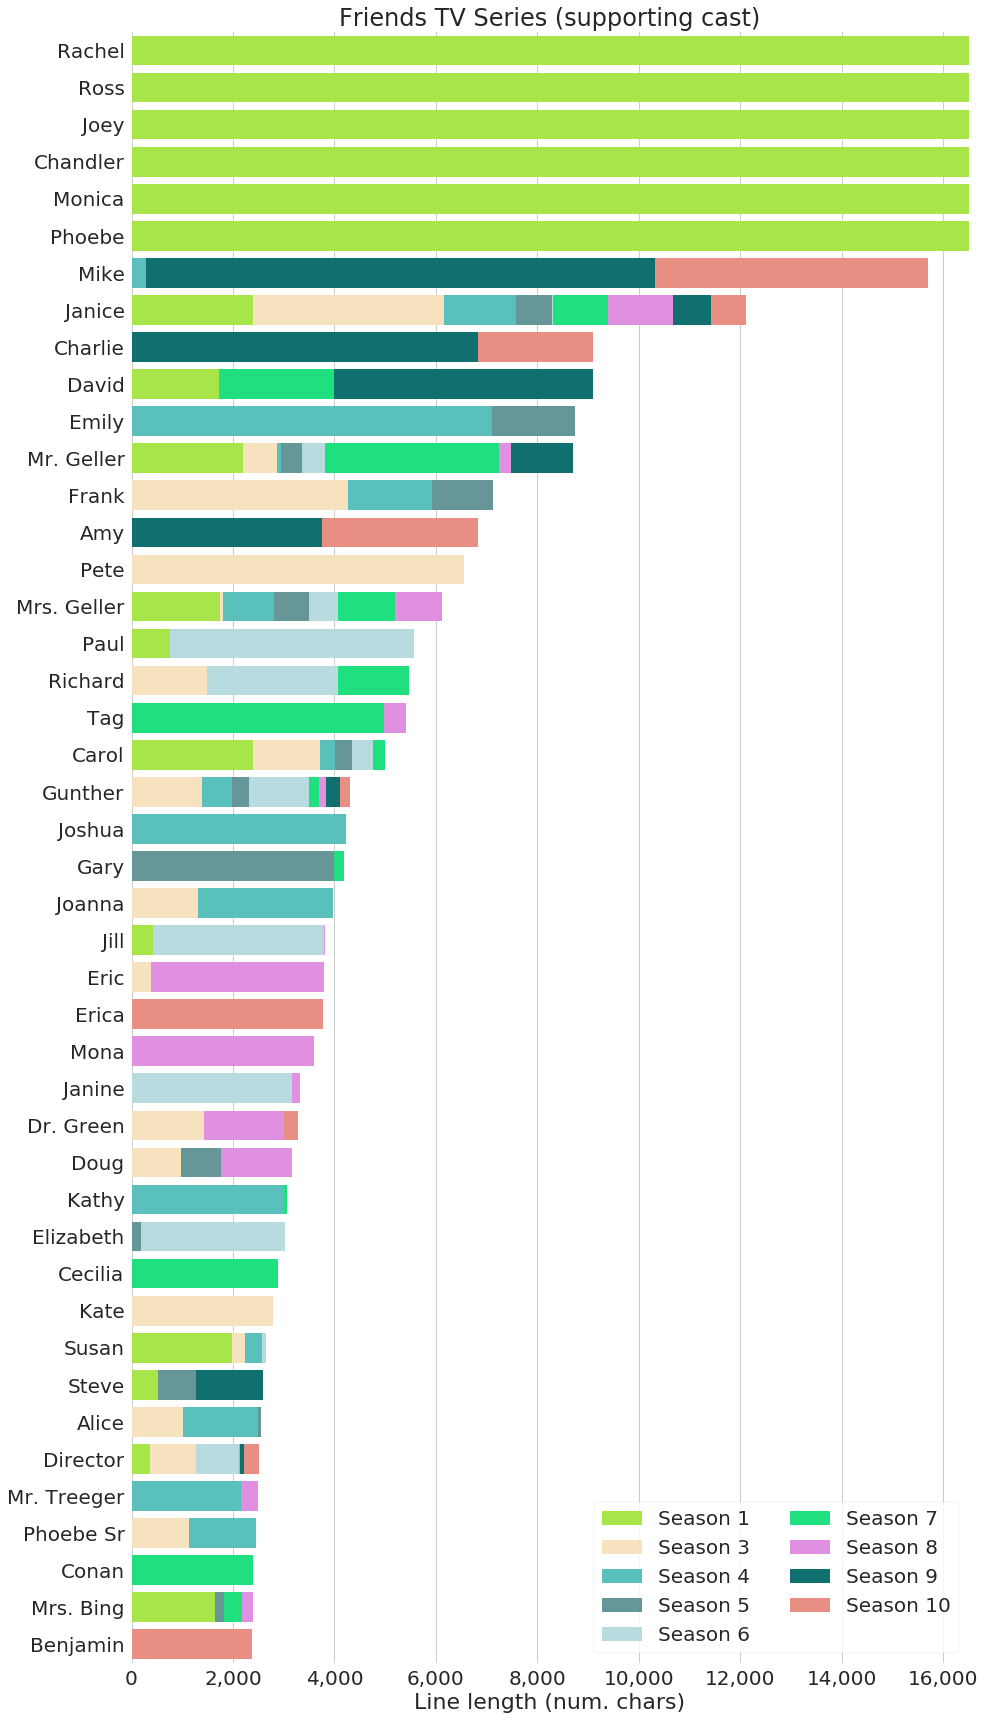 Friends TV Series (supporting cast)
Rachel
Ross
Joey
Chandler
Monica
Phoebe
Mike
Janice
Charlie
David
Emily
Mr. Geller
Frank
Amy
Pete
Mrs. Geller
Paul
Richard
Tag
Carol
Gunther
Joshua
Gary
Joanna
Jill
Eric
Erica
Mona
Janine
Dr. Green
Doug
Kathy
Elizabeth
Cecilia
Kate
Susan
Steve
Alice
Director
Mr. Treeger
Phoebe Sr
Conan
Mrs. Bing
Benjamin
Season 1
Season 3
Season 4
Season 5
Season 6
Season 7
Season 8
Season 9
Season 10
0 2,000 4,000 6,000 8,000 10,000 12,000 14,000 16,000
Line length (num. chars)